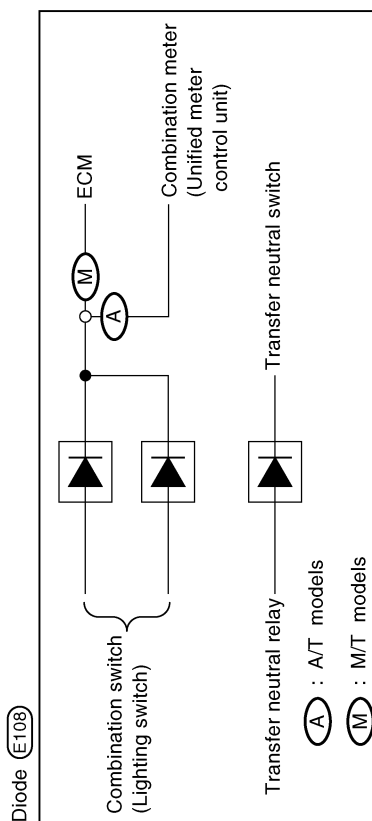 Diode E108
Combination switch
(Lighting switch)
M
ECM
A
Combination meter
(Unified meter
control unit)
Transfer neutral relay
Transfer neutral switch
A : A/T models
M : M/T models